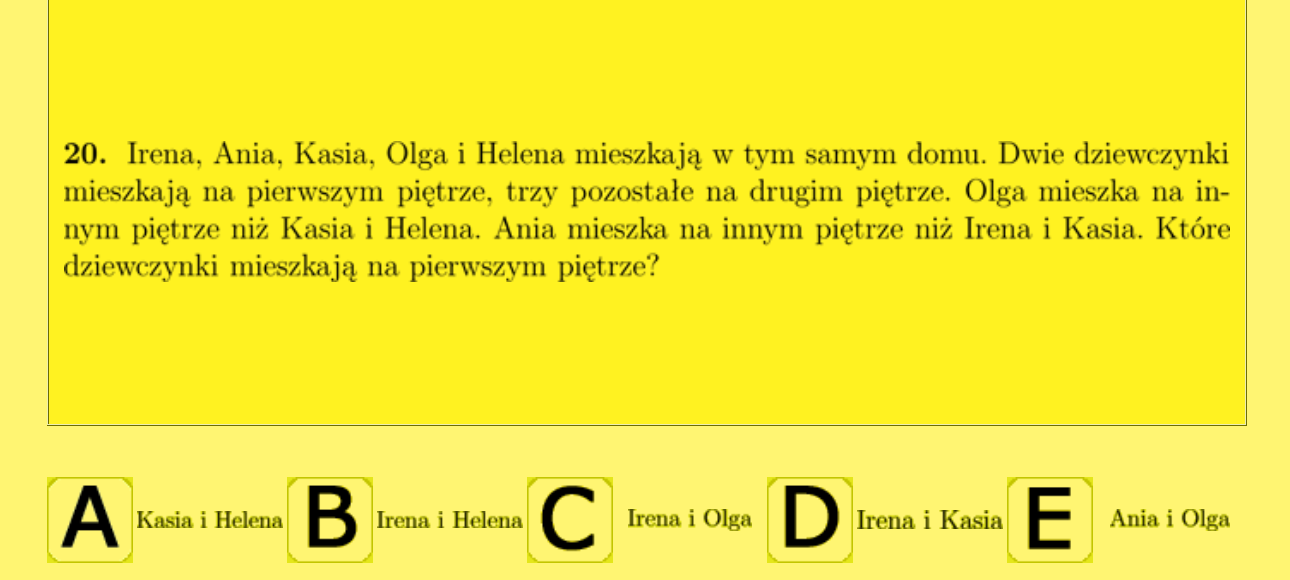 20. Irena, Ania, Kasia, Olga i Helena mieszkają w tym samym domu. Dwie dziewczynki
mieszkają na pierwszym piętrze, trzy pozostałe na drugim piętrze. Olga mieszka na in-
nym piętrze niż Kasia i Helena. Ania mieszka na innym piętrze niż Irena i Kasia. Które
dziewczynki mieszkają na pierwszym piętrze?
A Kasia i Helena B Irena i Helena C Irena i Olga D Irena i Kasia E Ania i Olga